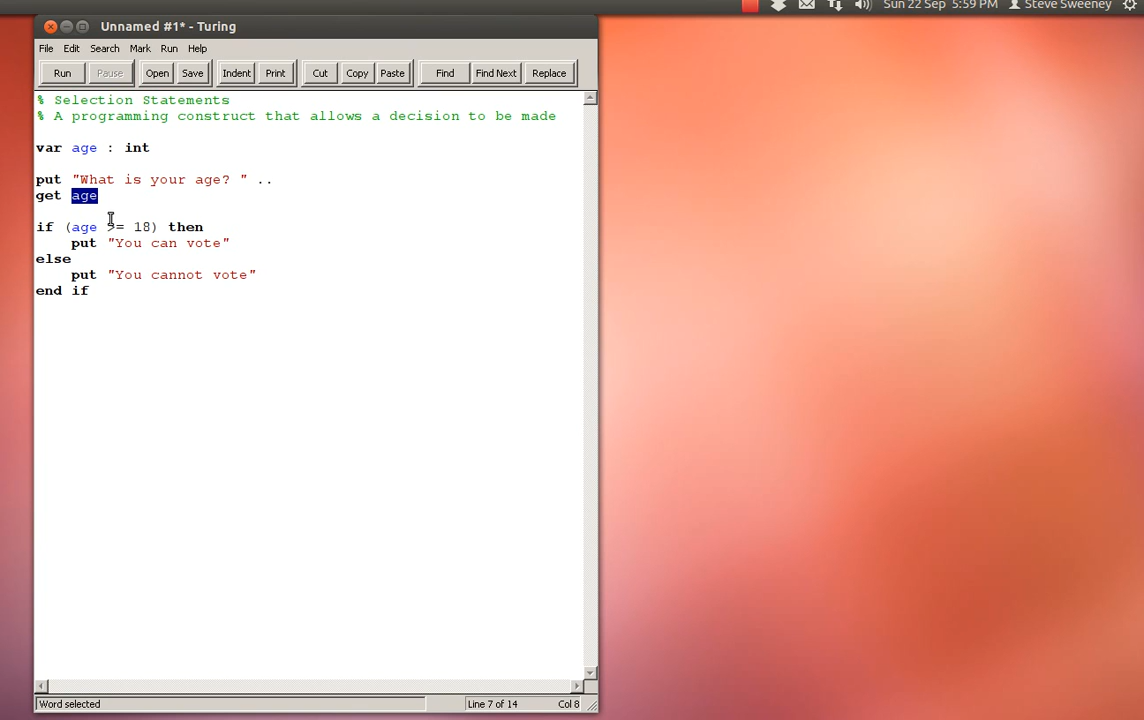 Sun 22 Sep 5:59 PM Steve Sweeney
Unnamed #1* - Turing
File Edit Search Mark Run Help
Run Pause Open Save Indent Print Cut Copy Paste Find Find Next Replace
% Selection Statements
% A programming construct that allows a decision to be made
var age : int
put "What is your age? " ..
get age
if (age >= 18) then
put "You can vote"
else
put "You cannot vote"
end if
Word selected Line 7 of 14 Col 8